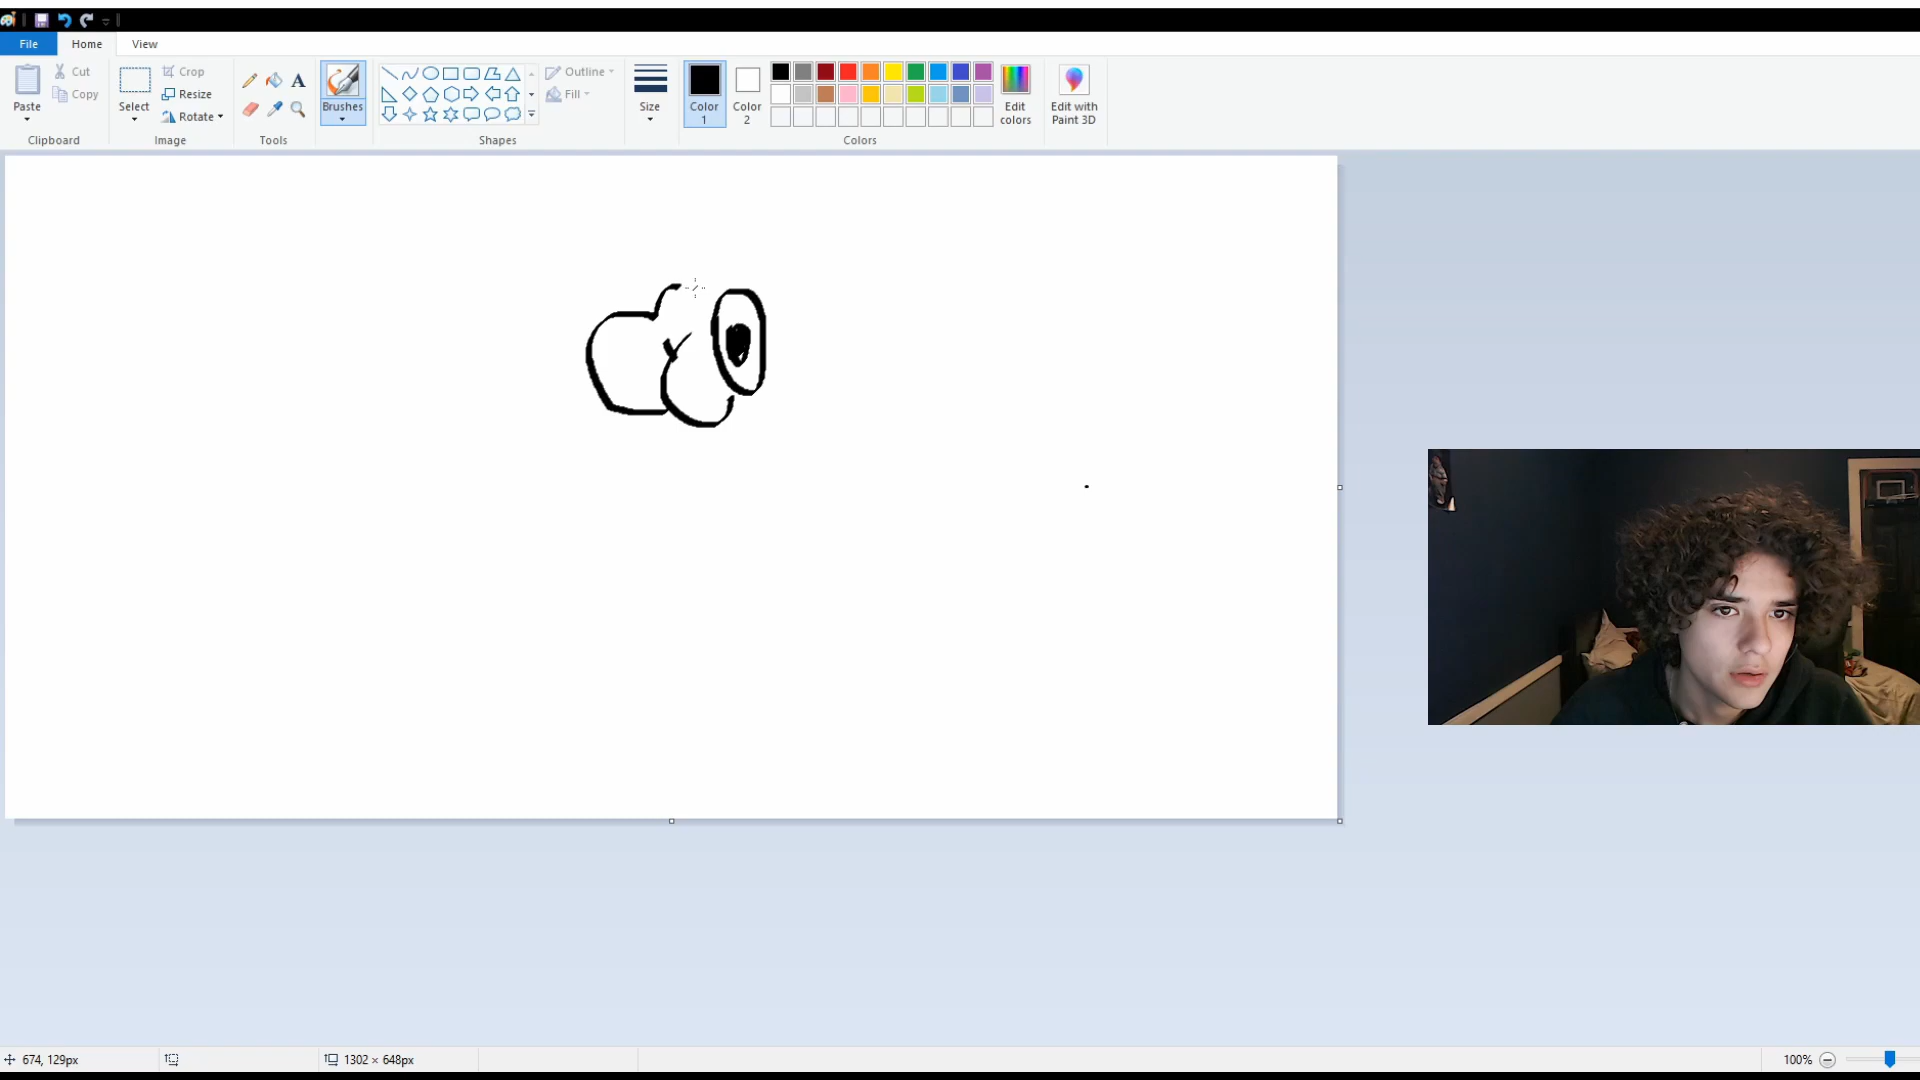 File Home View
Paste Cut Copy Clipboard
Select Crop Resize Rotate Image
Tools
Brushes
Outline Fill Shapes
Size
Color 1
Color 2
Edit colors
Colors
Edit with Paint 3D
674, 129px
1302 × 648px
100%